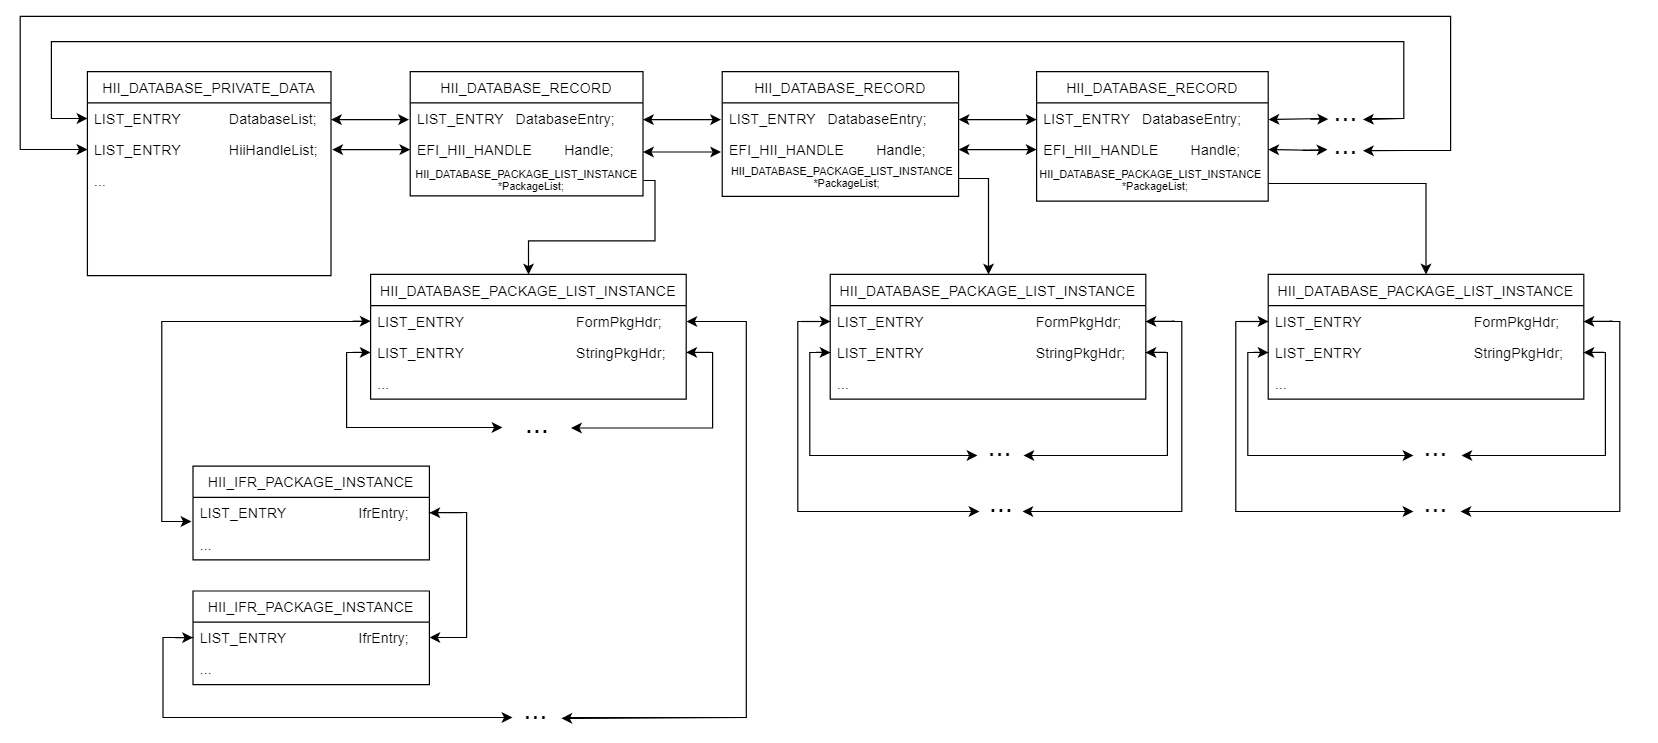 HII_DATABASE_PRIVATE_DATA
LIST_ENTRY DatabaseList;
LIST_ENTRY HiiHandleList;
...
HII_DATABASE_RECORD
LIST_ENTRY DatabaseEntry;
EFI_HII_HANDLE Handle;
HII_DATABASE_PACKAGE_LIST_INSTANCE
*PackageList;
HII_DATABASE_RECORD
LIST_ENTRY DatabaseEntry;
EFI_HII_HANDLE Handle;
HII_DATABASE_PACKAGE_LIST_INSTANCE
*PackageList;
HII_DATABASE_RECORD
LIST_ENTRY DatabaseEntry;
EFI_HII_HANDLE Handle;
HII_DATABASE_PACKAGE_LIST_INSTANCE
*PackageList;
...
...
HII_DATABASE_PACKAGE_LIST_INSTANCE
LIST_ENTRY FormPkgHdr;
LIST_ENTRY StringPkgHdr;
...
...
HII_DATABASE_PACKAGE_LIST_INSTANCE
LIST_ENTRY FormPkgHdr;
LIST_ENTRY StringPkgHdr;
...
...
...
HII_DATABASE_PACKAGE_LIST_INSTANCE
LIST_ENTRY FormPkgHdr;
LIST_ENTRY StringPkgHdr;
...
...
...
HII_IFR_PACKAGE_INSTANCE
LIST_ENTRY IfrEntry;
...
HII_IFR_PACKAGE_INSTANCE
LIST_ENTRY IfrEntry;
...
...